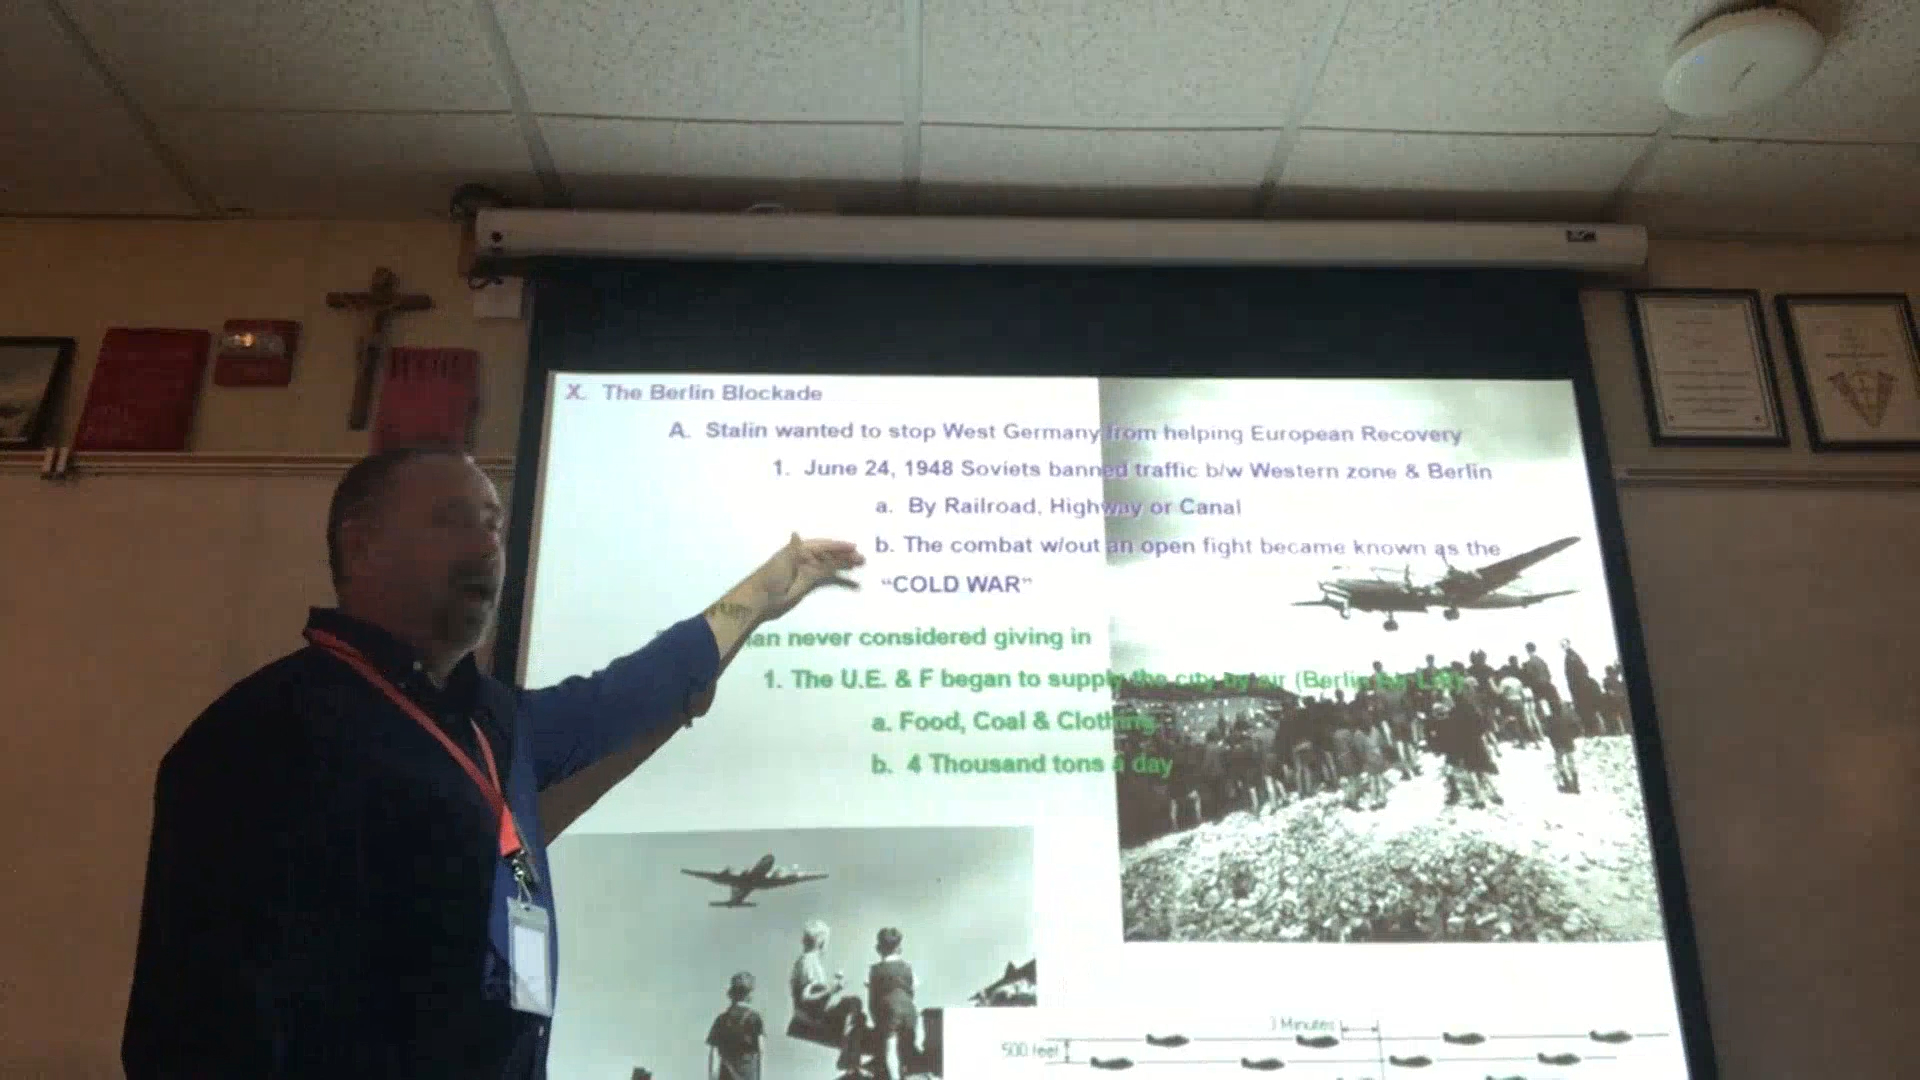 X. The Berlin Blockade
A. Stalin wanted to stop West Germany from helping European Recovery
1. June 24, 1948 Soviets banned traffic b/w Western zone & Berlin
a. By Railroad, Highway or Canal
b. The combat w/out an open fight became known as the
“COLD WAR”
never considered giving in
1. The U.E. & F began to supply the city by air (Berlin Air Lift)
a. Food, Coal & Clothing
b. 4 Thousand tons a day
3 Minutes
500 feet